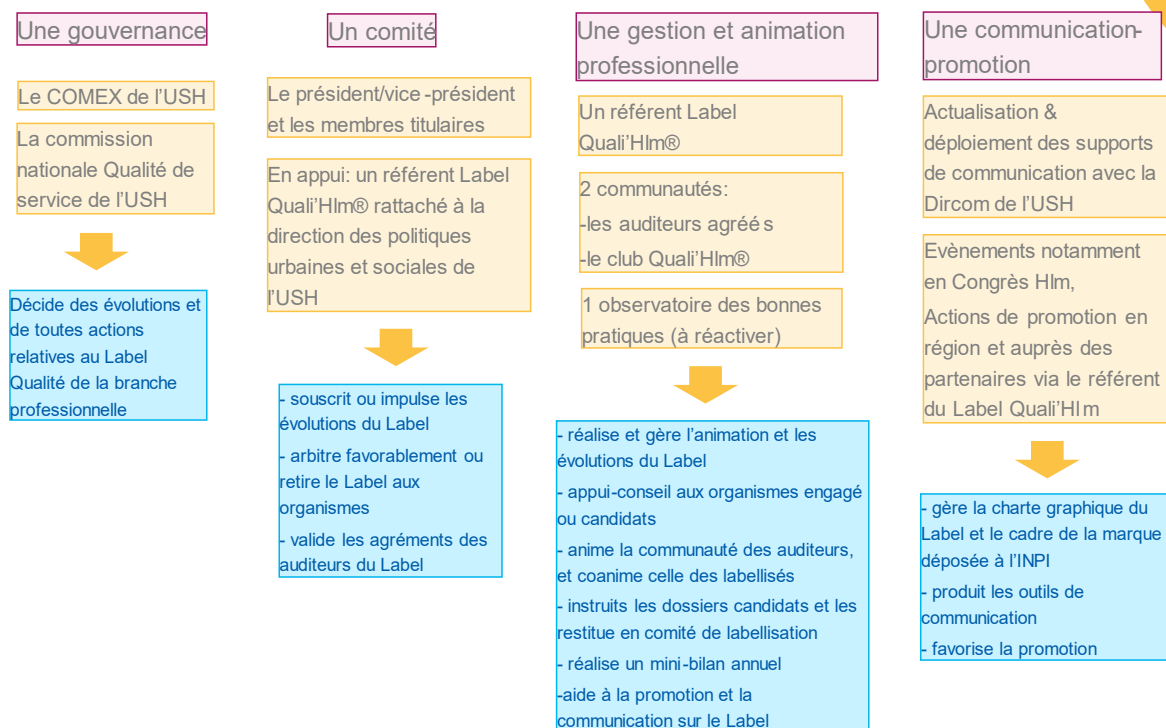 Une gouvernance
Le COMEX de l'USH
La commission
nationale Qualité de
service de l'USH
Décide des évolutions et
de toutes actions
relatives au Label
Qualité de la branche
professionnelle
Un comité
Le président/vice -président
et les membres titulaires
En appui: un référent Label
Quali'Hlm® rattaché à la
direction des politiques
urbaines et sociales de
l'USH
- souscrit ou impulse les
évolutions du Label
- arbitre favorablement ou
retire le Label aux
organismes
- valide les agréments des
auditeurs du Label
Une gestion et animation
professionnelle
Un référent Label
Quali'Hlm®
2 communautés:
-les auditeurs agréés
-le club Quali'Hlm®
1 observatoire des bonnes
pratiques (à réactiver)
- réalise et gère l'animation et les
évolutions du Label
- appui-conseil aux organismes engagé
ou candidats
- anime la communauté des auditeurs,
et coanime celle des labellisés
- instruits les dossiers candidats et les
restitue en comité de labellisation
- réalise un mini-bilan annuel
-aide à la promotion et la
communication sur le Label
Une communication-
promotion
Actualisation &
déploiement des supports
de communication avec la
Dircom de l'USH
Evènements notamment
en Congrès Hlm,
Actions de promotion en
région et auprès des
partenaires via le référent
du Label Quali'Hlm
- gère la charte graphique du
Label et le cadre de la marque
déposée à l'INPI
- produit les outils de
communication
- favorise la promotion